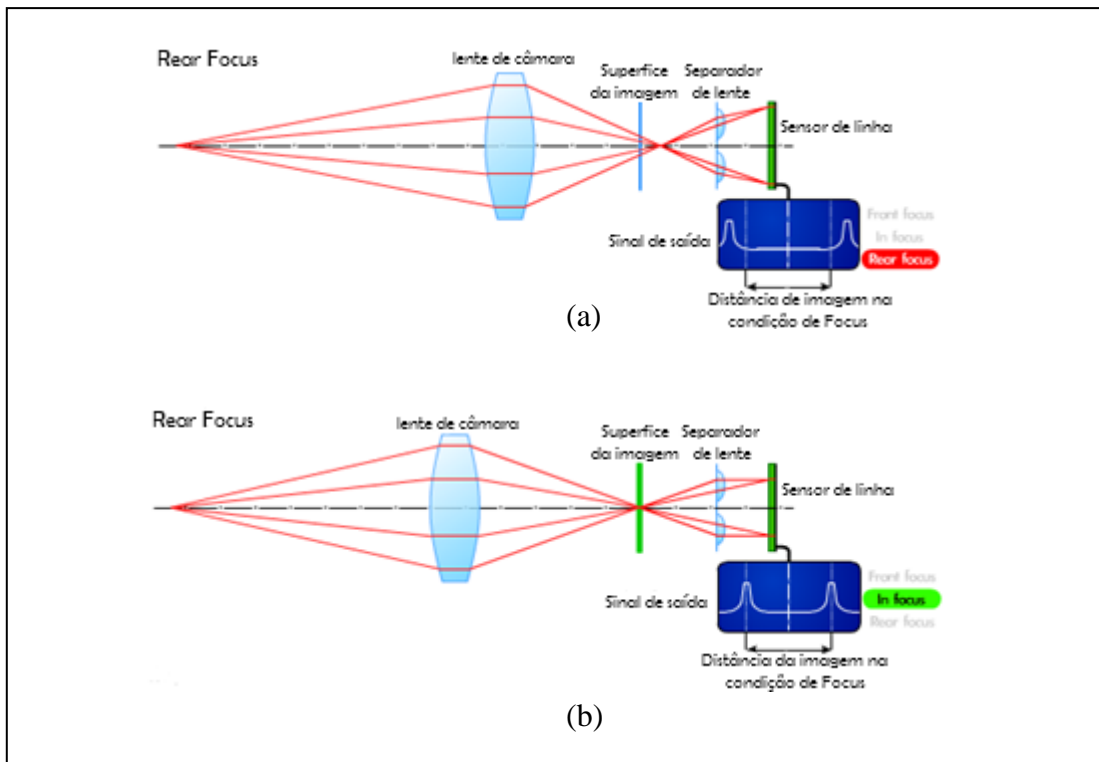 Rear Focus
lente de câmara
Superfice
da imagem
Separador
de lente
Sensor de linha
Sinal de saída
Front focus
In focus
Rear focus
Distância de imagem na
condição de Focus
(a)
Rear Focus
lente de câmara
Superfice
da imagem
Separador
de lente
Sensor de linha
Sinal de saída
Front focus
In focus
Rear focus
Distância da imagem na
condição de Focus
(b)